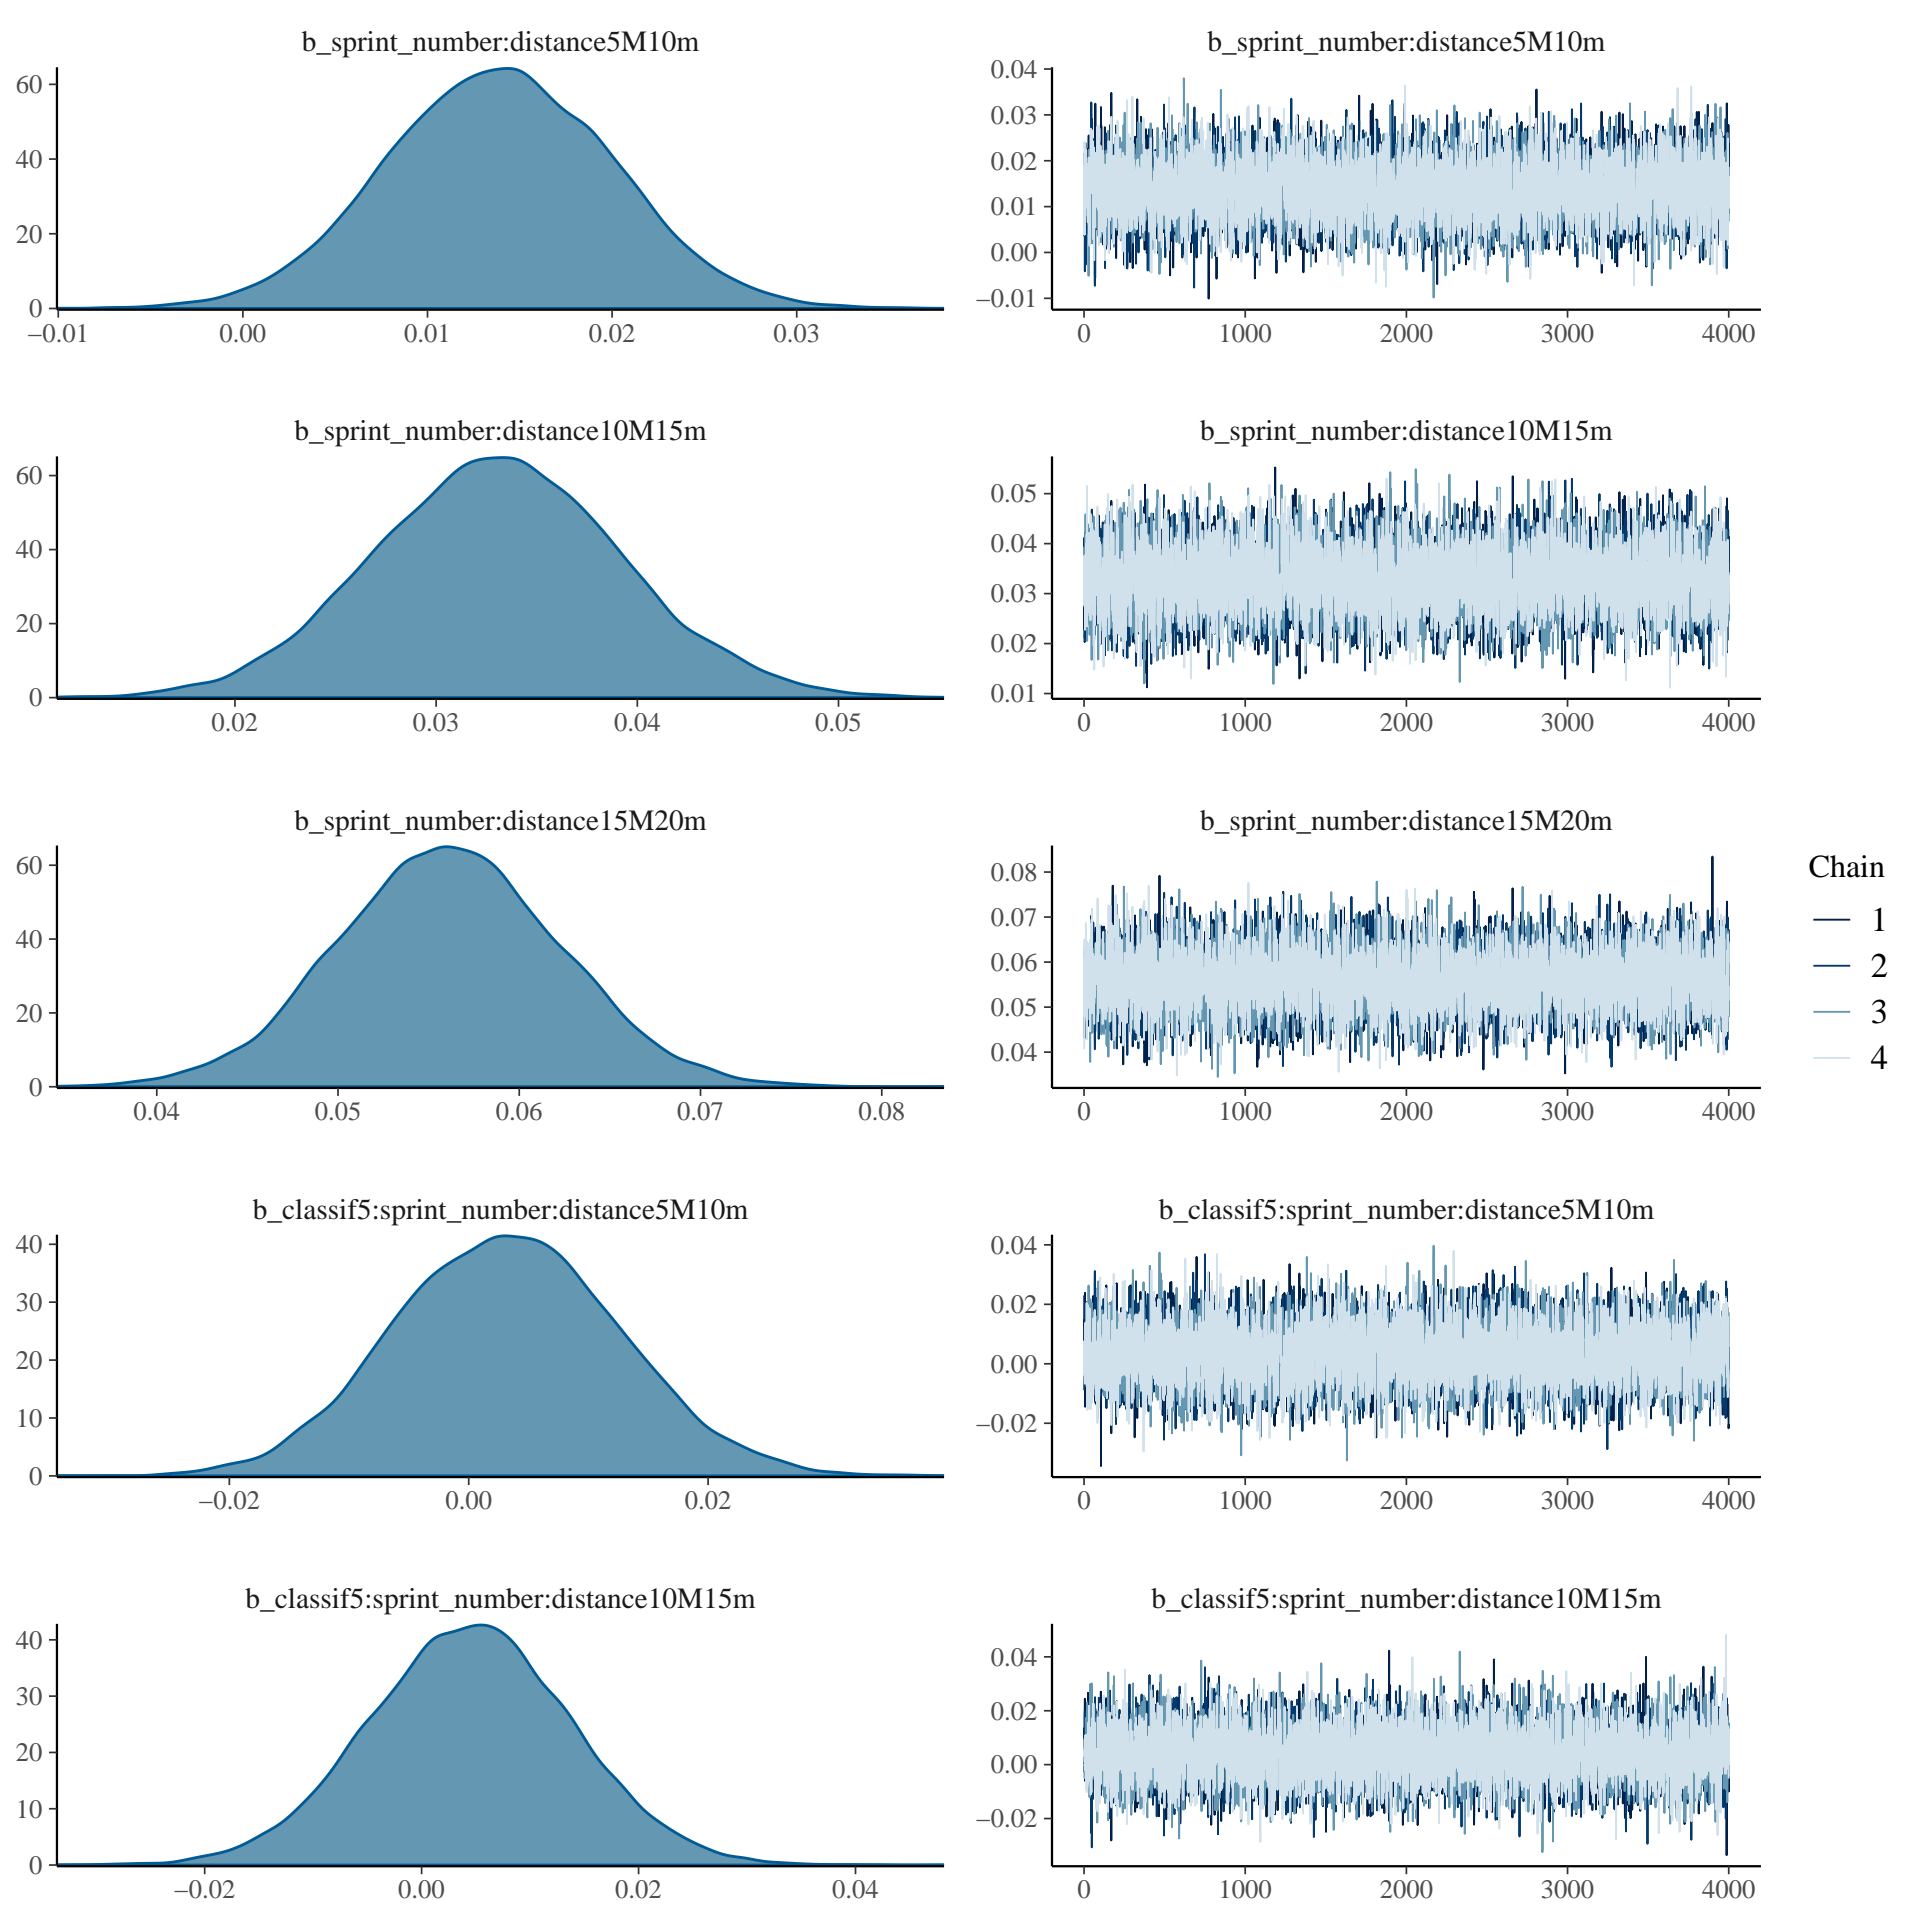 b_sprint_number:distance5M10m
60
40
20
0
−0.01 0.00 0.01 0.02 0.03
b_sprint_number:distance5M10m
0.04
0.03
0.02
0.01
0.00
−0.01
0 1000 2000 3000 4000
b_sprint_number:distance10M15m
60
40
20
0
0.02 0.03 0.04 0.05
b_sprint_number:distance10M15m
0.05
0.04
0.03
0.02
0.01
0 1000 2000 3000 4000
b_sprint_number:distance15M20m
60
40
20
0
0.04 0.05 0.06 0.07 0.08
b_sprint_number:distance15M20m
0.08
0.07
0.06
0.05
0.04
0 1000 2000 3000 4000
Chain
1
2
3
4
b_classif5:sprint_number:distance5M10m
40
30
20
10
0
−0.02 0.00 0.02
b_classif5:sprint_number:distance5M10m
0.04
0.02
0.00
−0.02
0 1000 2000 3000 4000
b_classif5:sprint_number:distance10M15m
40
30
20
10
0
−0.02 0.00 0.02 0.04
b_classif5:sprint_number:distance10M15m
0.04
0.02
0.00
−0.02
0 1000 2000 3000 4000